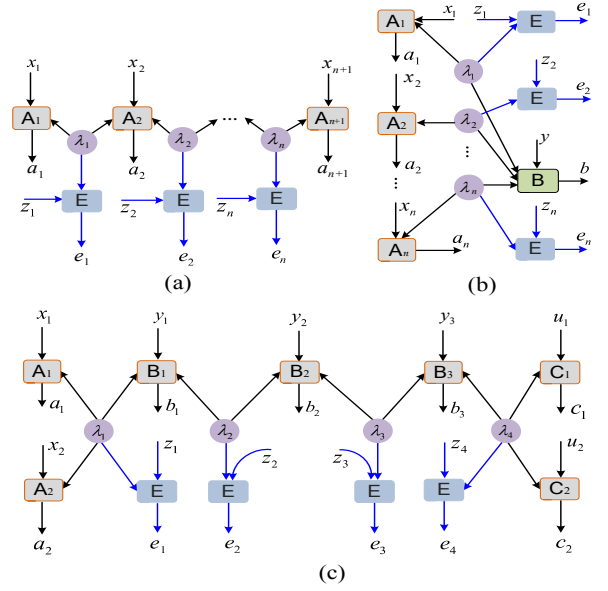 x₁ x₂ xₙ₊₁
A₁ A₂ ... Aₙ₊₁
λ₁ λ₂ λₙ
a₁ a₂ aₙ₊₁
z₁ E z₂ E zₙ E
e₁ e₂ eₙ
(a)
A₁ x₁ z₁ E e₁
a₁ λ₁ z₂
x₂ E e₂
A₂ λ₂ y
a₂ ...
... λₙ B b
xₙ zₙ
Aₙ aₙ E eₙ
(b)
x₁ y₁ y₂ y₃ u₁
A₁ B₁ B₂ B₃ C₁
a₁ b₁ b₂ b₃ c₁
λ₁ λ₂ λ₃ λ₄
x₂ z₁ z₂ z₃ z₄ u₂
A₂ E E E E C₂
a₂ e₁ e₂ e₃ e₄ c₂
(c)